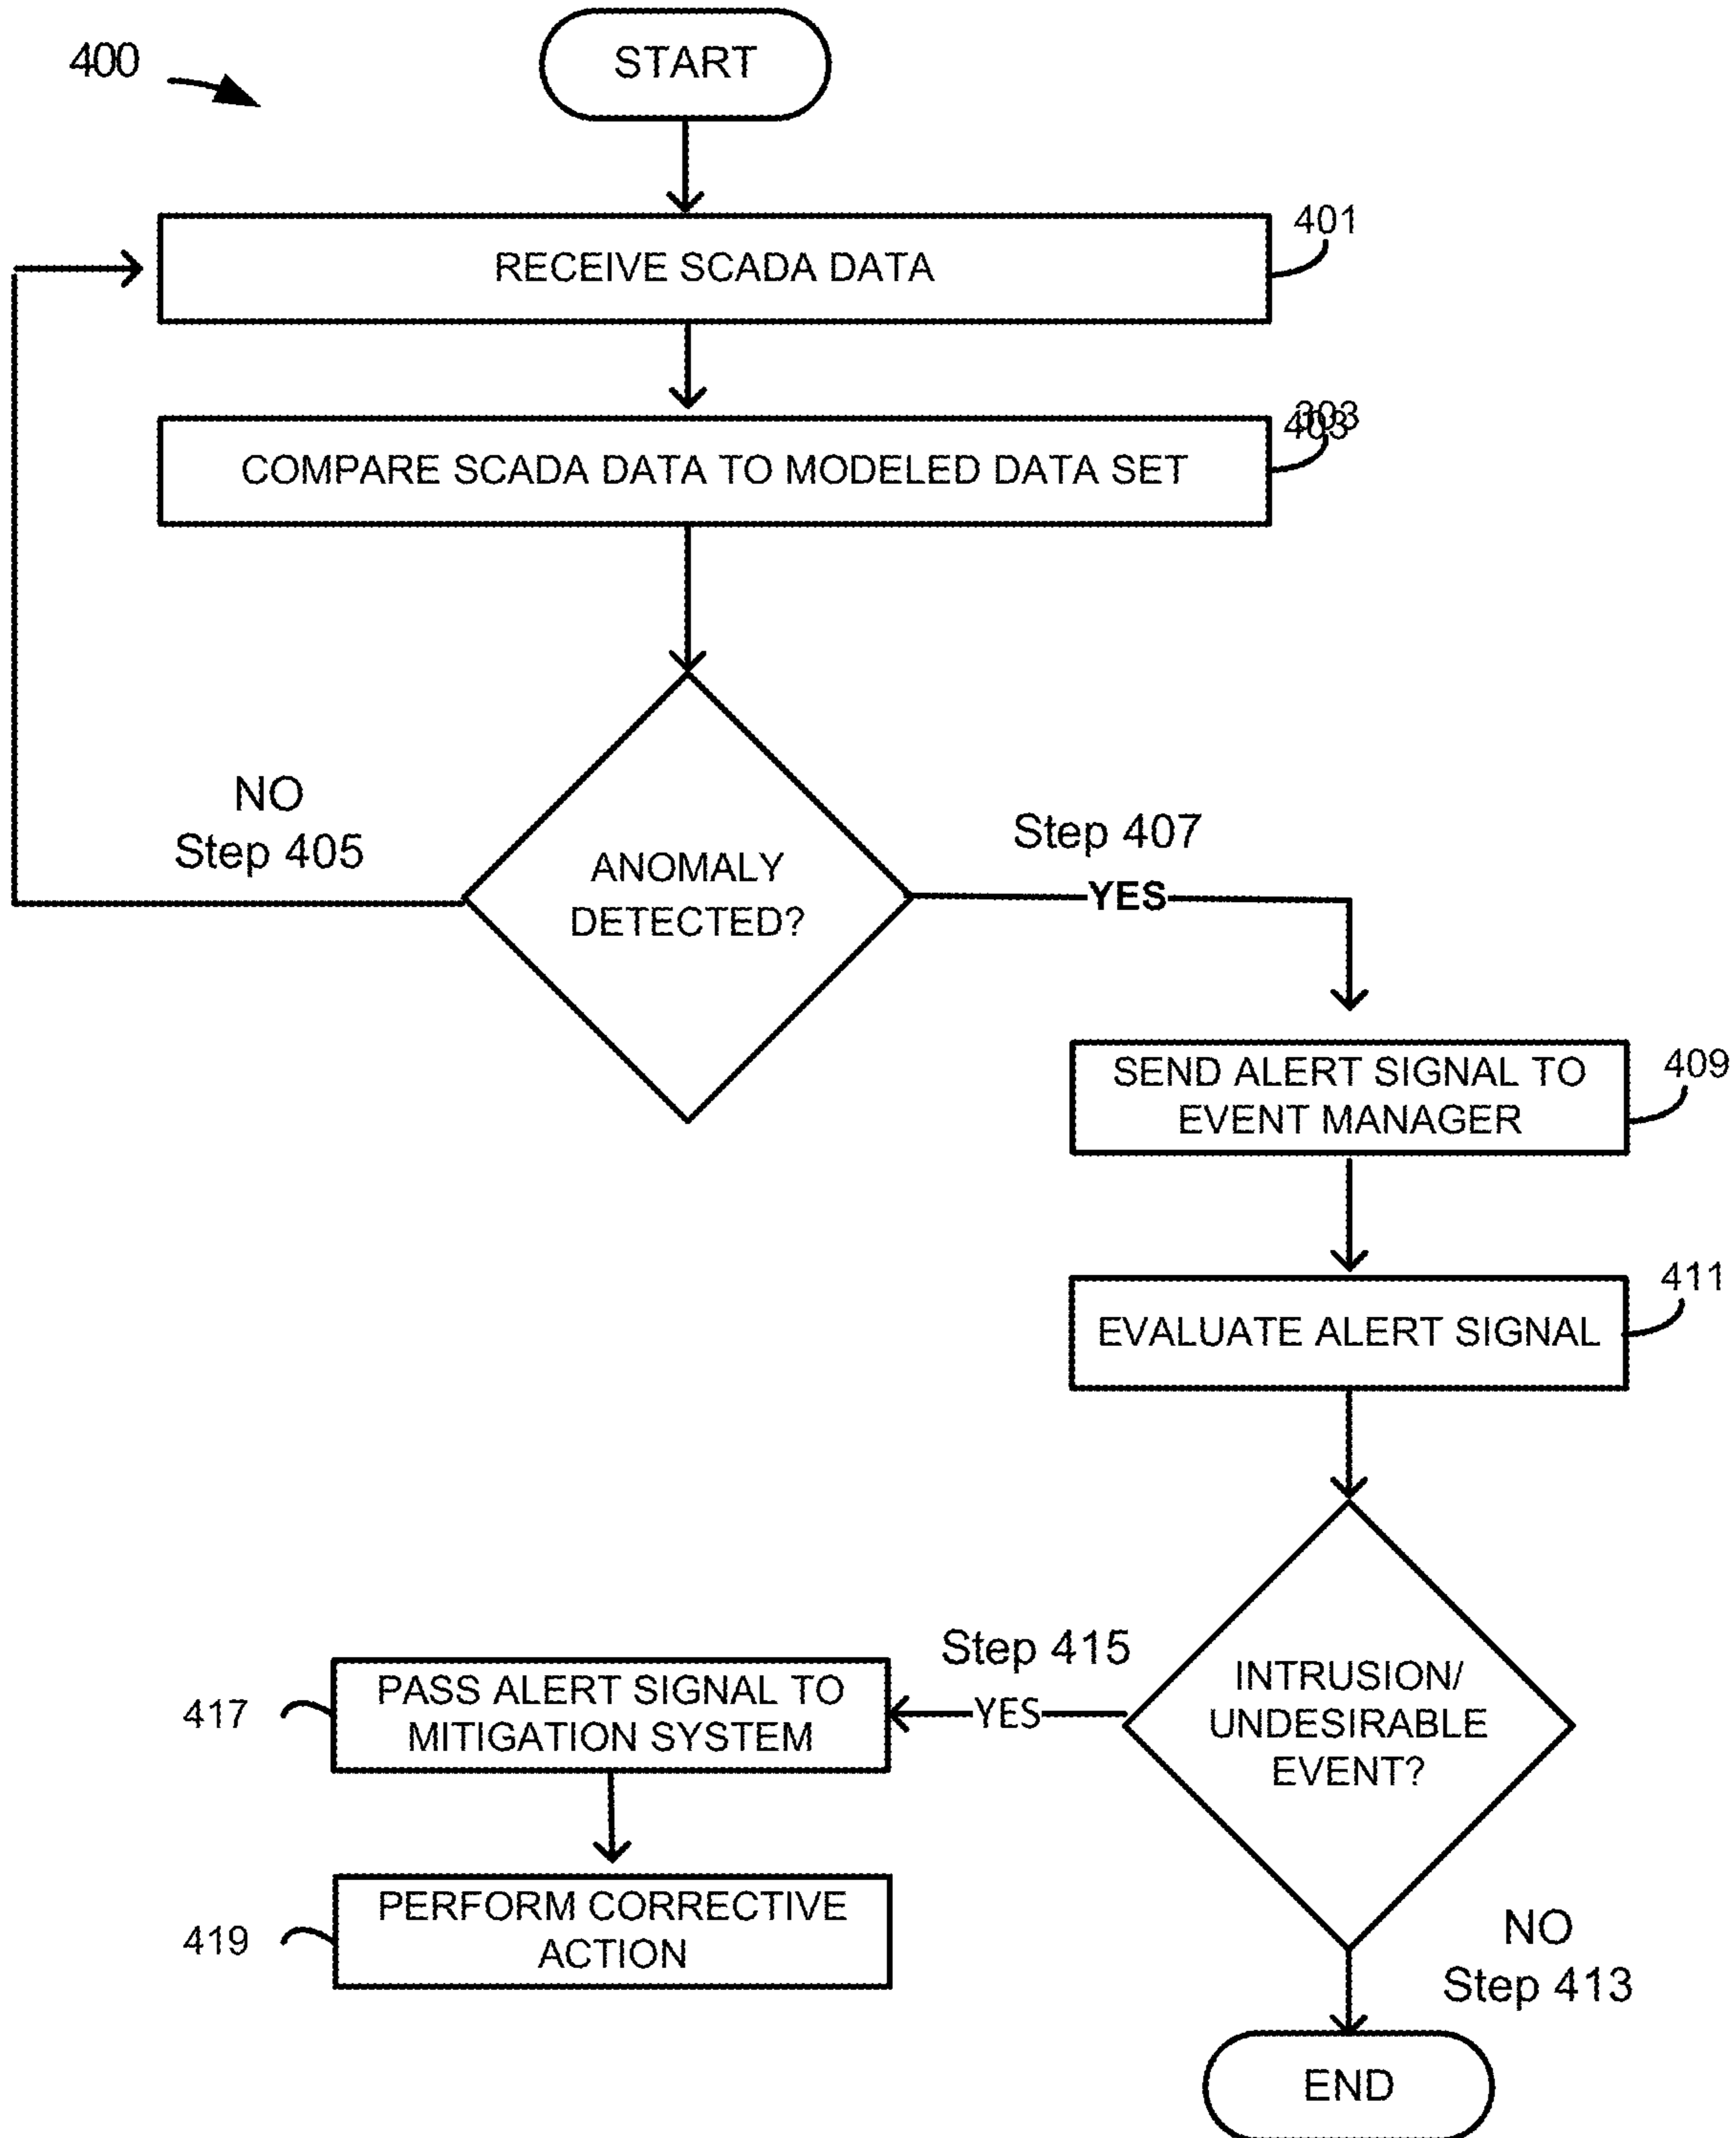 400
START
RECEIVE SCADA DATA
401
303
403
COMPARE SCADA DATA TO MODELED DATA SET
NO
Step 405
ANOMALY
DETECTED?
Step 407
YES
SEND ALERT SIGNAL TO
EVENT MANAGER
409
EVALUATE ALERT SIGNAL
411
INTRUSION/
UNDESIRABLE
EVENT?
Step 415
YES
PASS ALERT SIGNAL TO
MITIGATION SYSTEM
417
PERFORM CORRECTIVE
ACTION
419
NO
Step 413
END